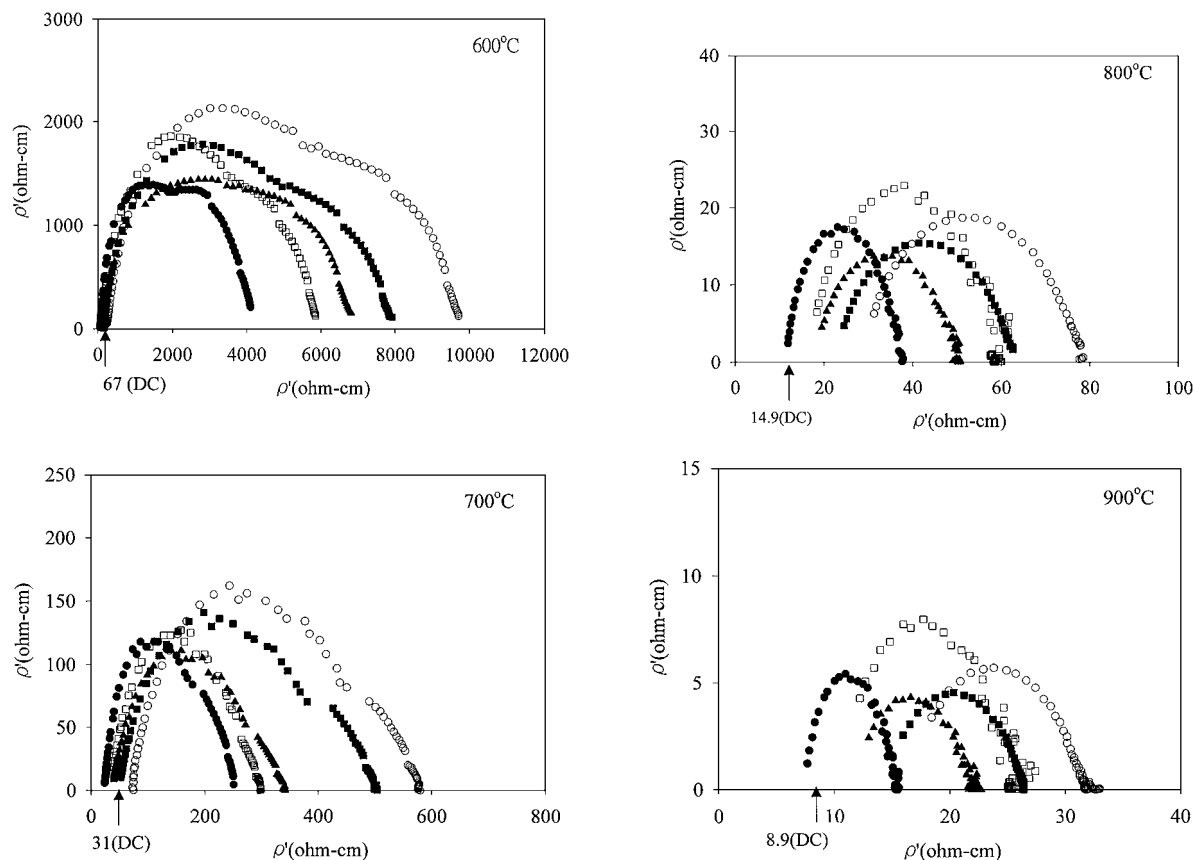 600°C
3000
2000
1000
0
ρ'(ohm-cm)
0 2000 4000 6000 8000 10000 12000
67 (DC)
ρ'(ohm-cm)
800°C
40
30
20
10
0
ρ'(ohm-cm)
0 20 40 60 80 100
14.9(DC)
ρ'(ohm-cm)
700°C
250
200
150
100
50
0
ρ'(ohm-cm)
0 200 400 600 800
31(DC)
ρ'(ohm-cm)
900°C
15
10
5
0
ρ'(ohm-cm)
0 10 20 30 40
8.9(DC)
ρ'(ohm-cm)